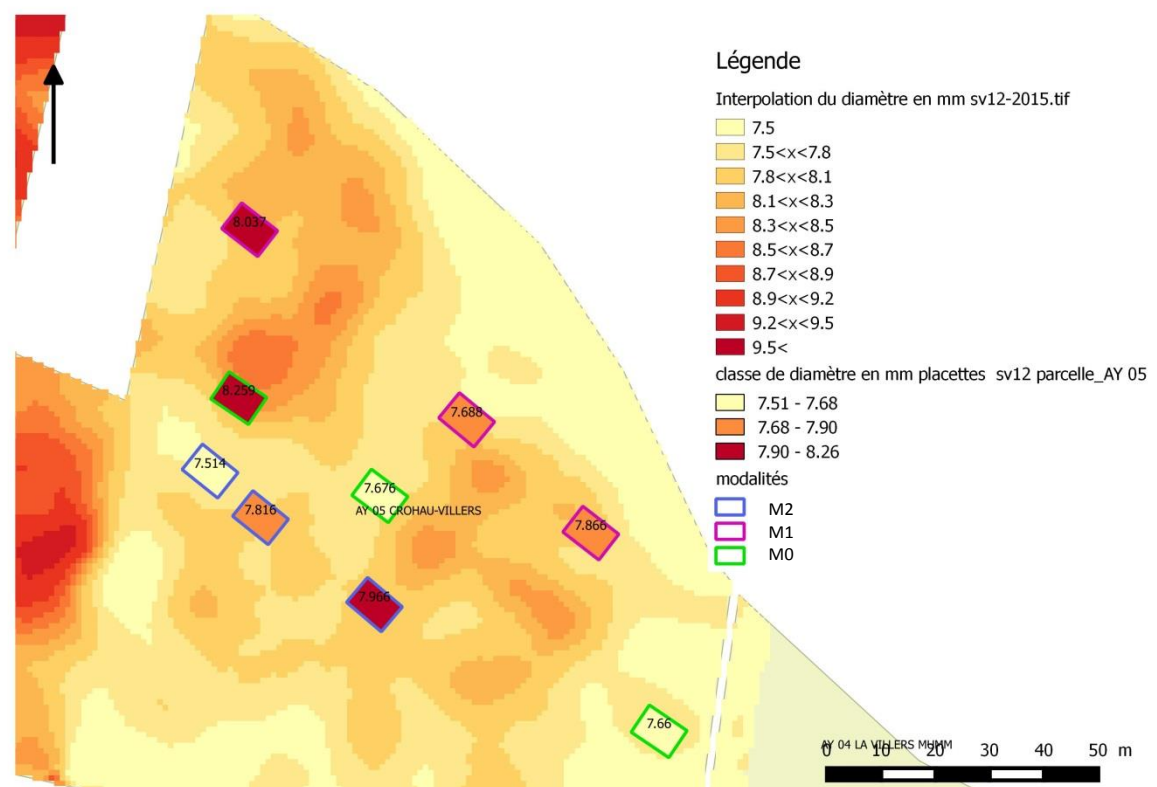 Légende
Interpolation du diamètre en mm sv12-2015.tif
7.5
7.5<x<7.8
7.8<x<8.1
8.1<x<8.3
8.3<x<8.5
8.5<x<8.7
8.7<x<8.9
8.9<x<9.2
9.2<x<9.5
9.5<
classe de diamètre en mm placettes sv12 parcelle_AY 05
7.51 - 7.68
7.68 - 7.90
7.90 - 8.26
modalités
M2
M1
M0
8.037
8.259
7.688
7.514
7.676
AY 05 CROHAU-VILLERS
7.816
7.866
7.966
7.66
AY 04 LA VILLERS MUMM
0 10 20 30 40 50 m